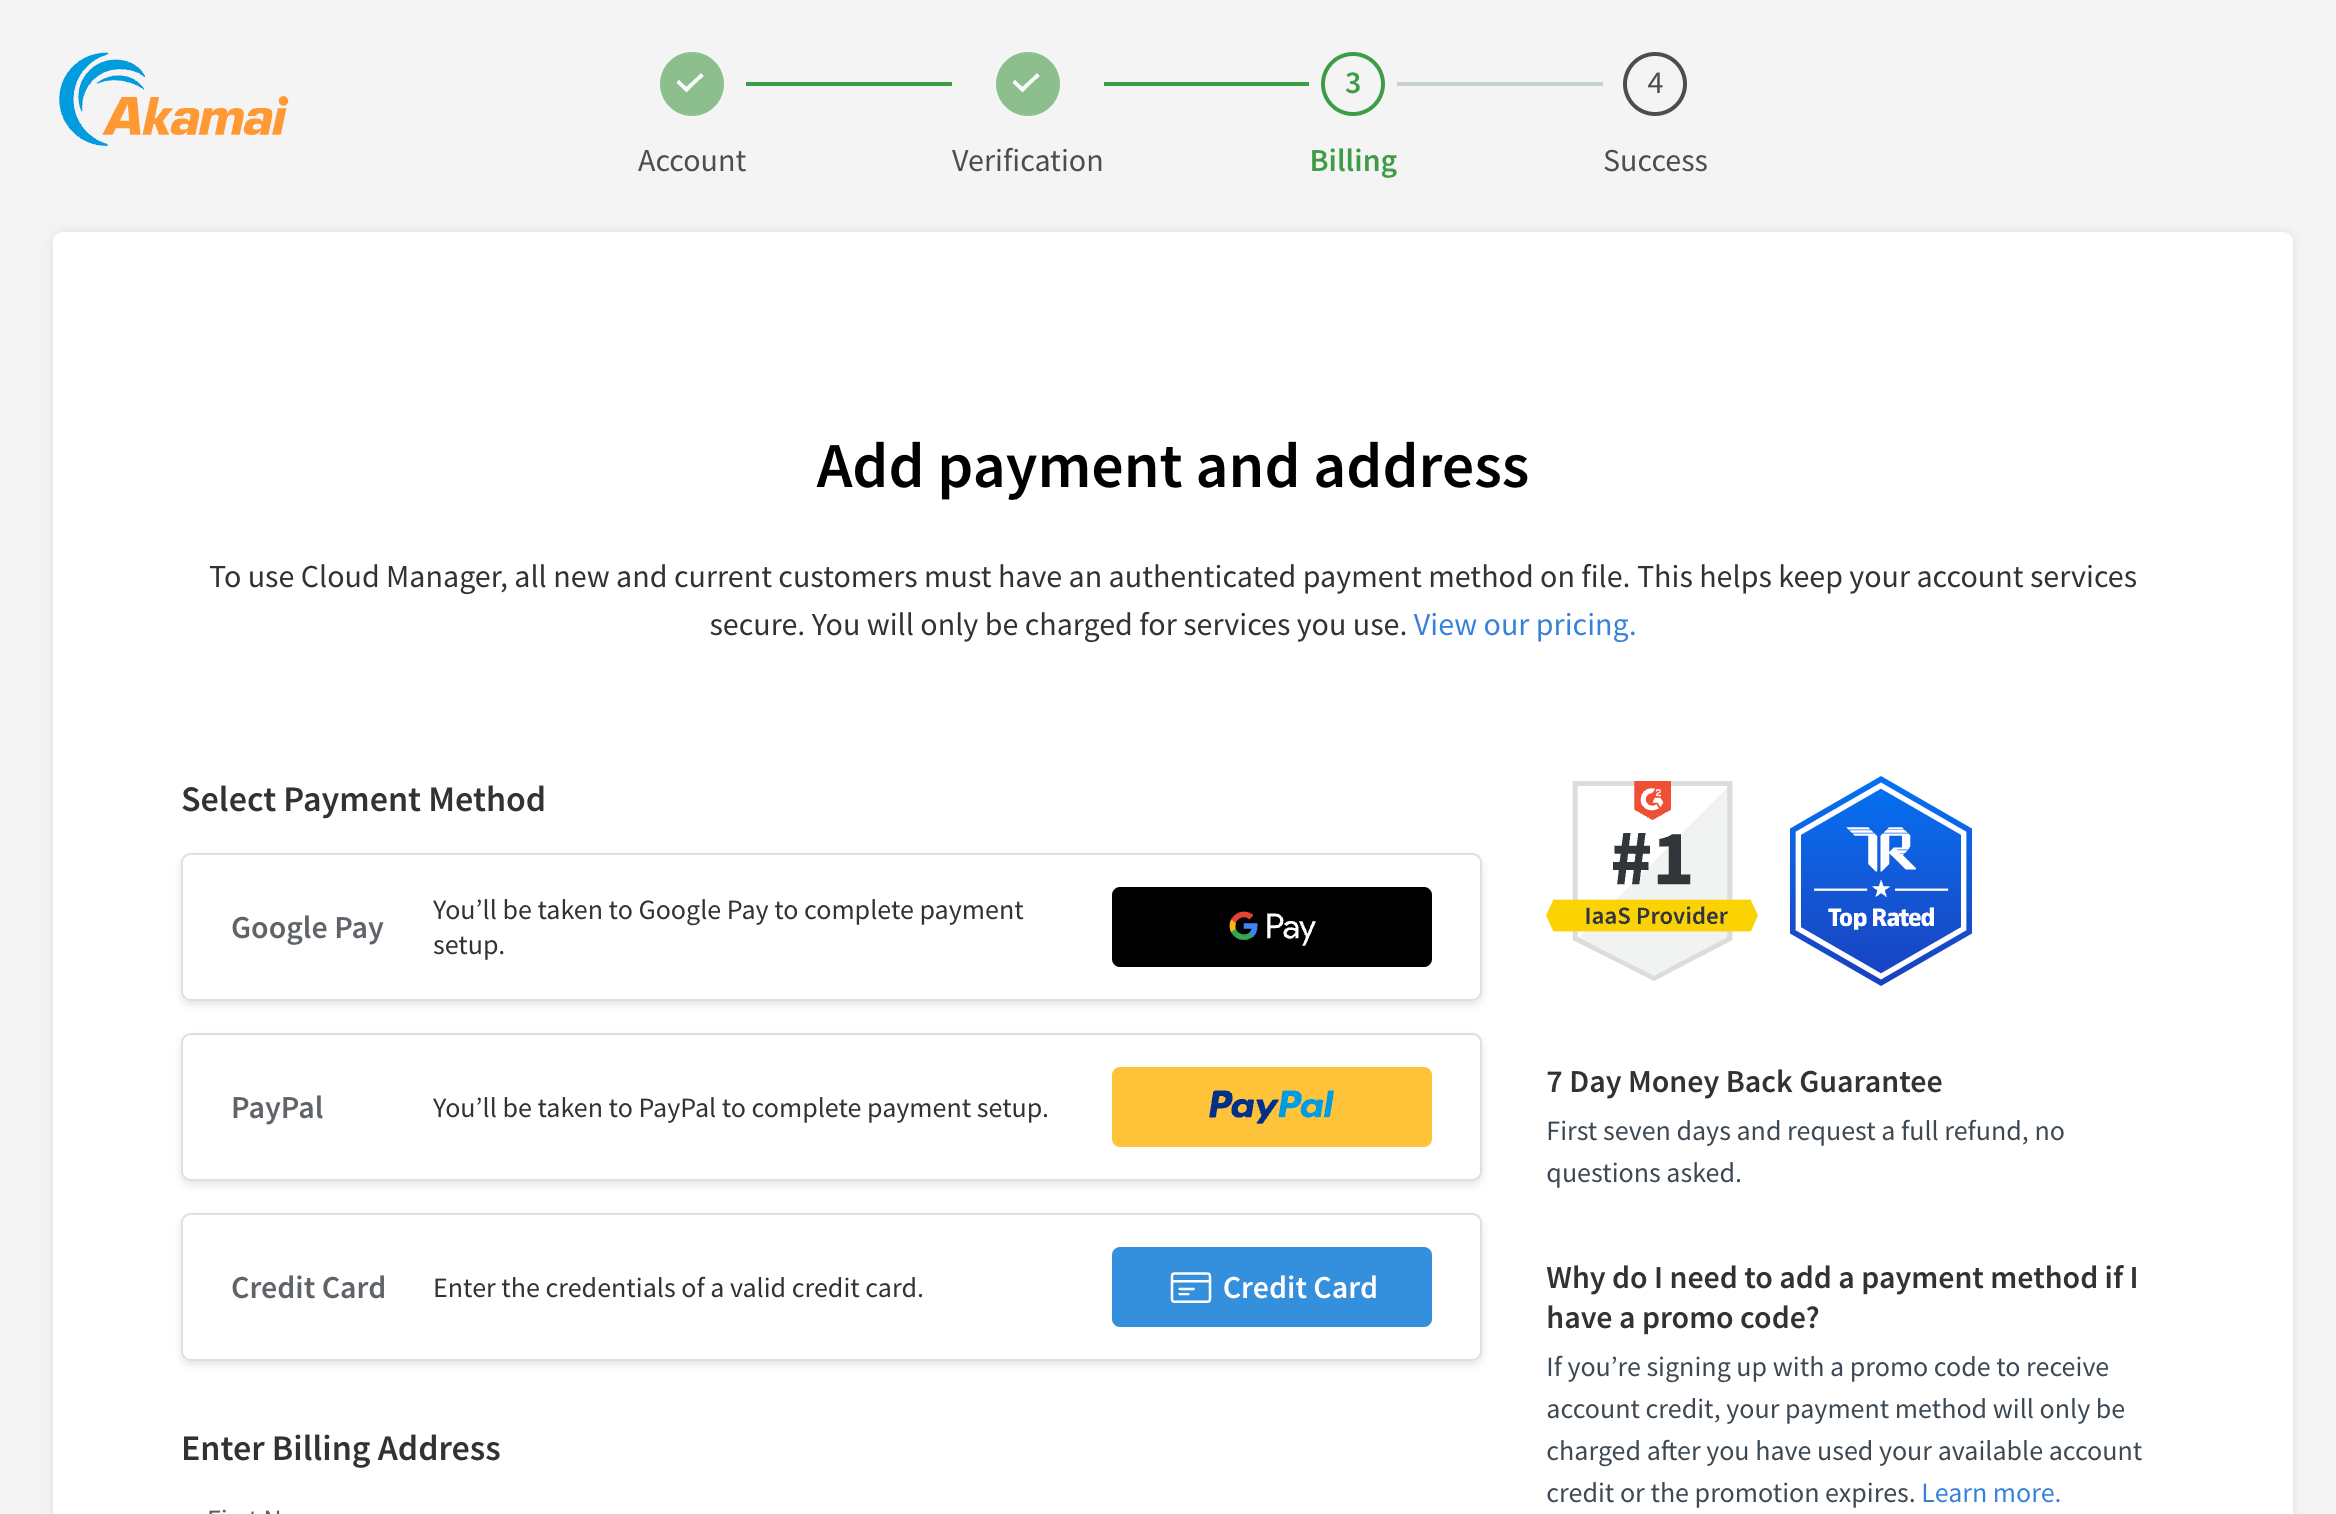 Akamai
3
4
Account
Verification
Billing
Success
Add payment and address
To use Cloud Manager, all new and current customers must have an authenticated payment method on file. This helps keep your account services
secure. You will only be charged for services you use. View our pricing.
Select Payment Method
Google Pay
You’ll be taken to Google Pay to complete payment
setup.
G Pay
PayPal
You’ll be taken to PayPal to complete payment setup.
PayPal
Credit Card
Enter the credentials of a valid credit card.
Credit Card
Enter Billing Address
G2
#1
IaaS Provider
TR
Top Rated
7 Day Money Back Guarantee
First seven days and request a full refund, no
questions asked.
Why do I need to add a payment method if I
have a promo code?
If you’re signing up with a promo code to receive
account credit, your payment method will only be
charged after you have used your available account
credit or the promotion expires. Learn more.